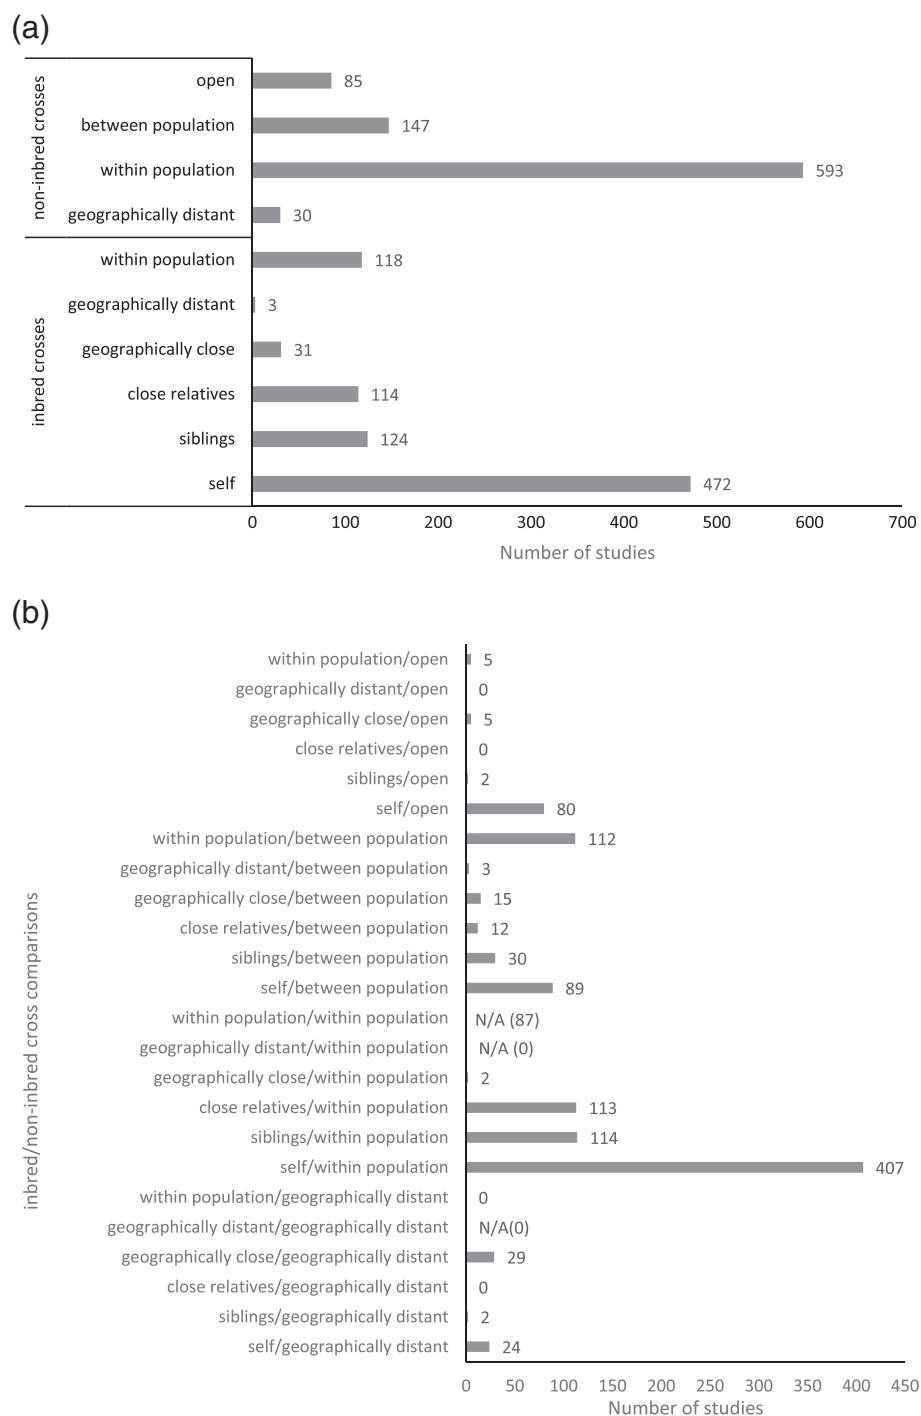 (a)
non-inbred crosses
open 85
between population 147
within population 593
geographically distant 30
inbred crosses
within population 118
geographically distant 3
geographically close 31
close relatives 114
siblings 124
self 472
0 100 200 300 400 500 600 700
Number of studies
(b)
inbred/non-inbred cross comparisons
within population/open 5
geographically distant/open 0
geographically close/open 5
close relatives/open 0
siblings/open 2
self/open 80
within population/between population 112
geographically distant/between population 3
geographically close/between population 15
close relatives/between population 12
siblings/between population 30
self/between population 89
within population/within population N/A (87)
geographically distant/within population N/A (0)
geographically close/within population 2
close relatives/within population 113
siblings/within population 114
self/within population 407
within population/geographically distant 0
geographically distant/geographically distant N/A(0)
geographically close/geographically distant 29
close relatives/geographically distant 0
siblings/geographically distant 2
self/geographically distant 24
0 50 100 150 200 250 300 350 400 450
Number of studies